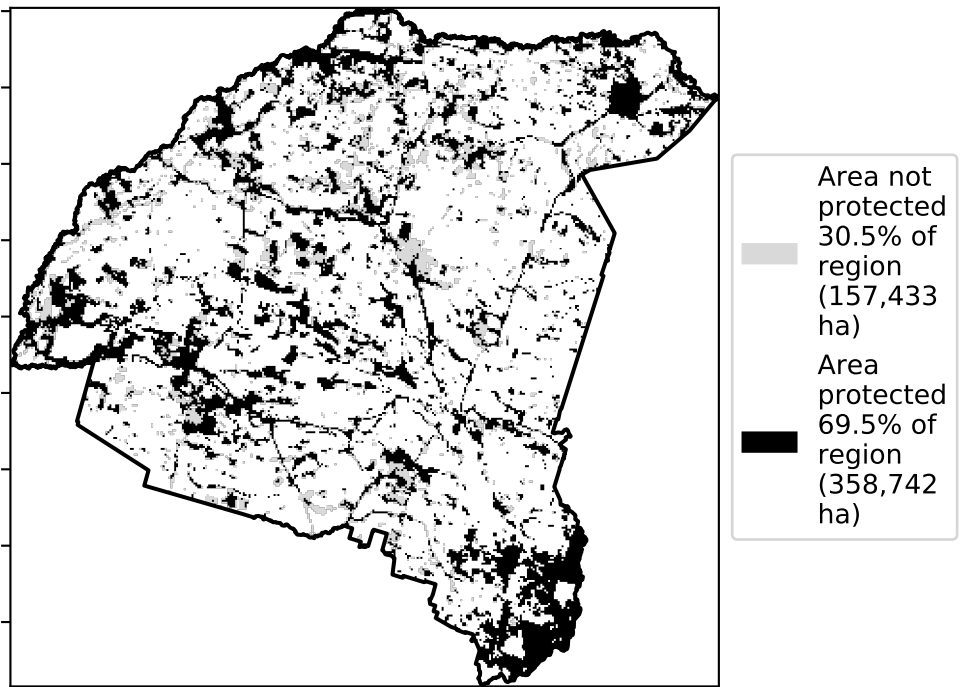 Area not
protected
30.5% of
region
(157,433
ha)
Area
protected
69.5% of
region
(358,742
ha)